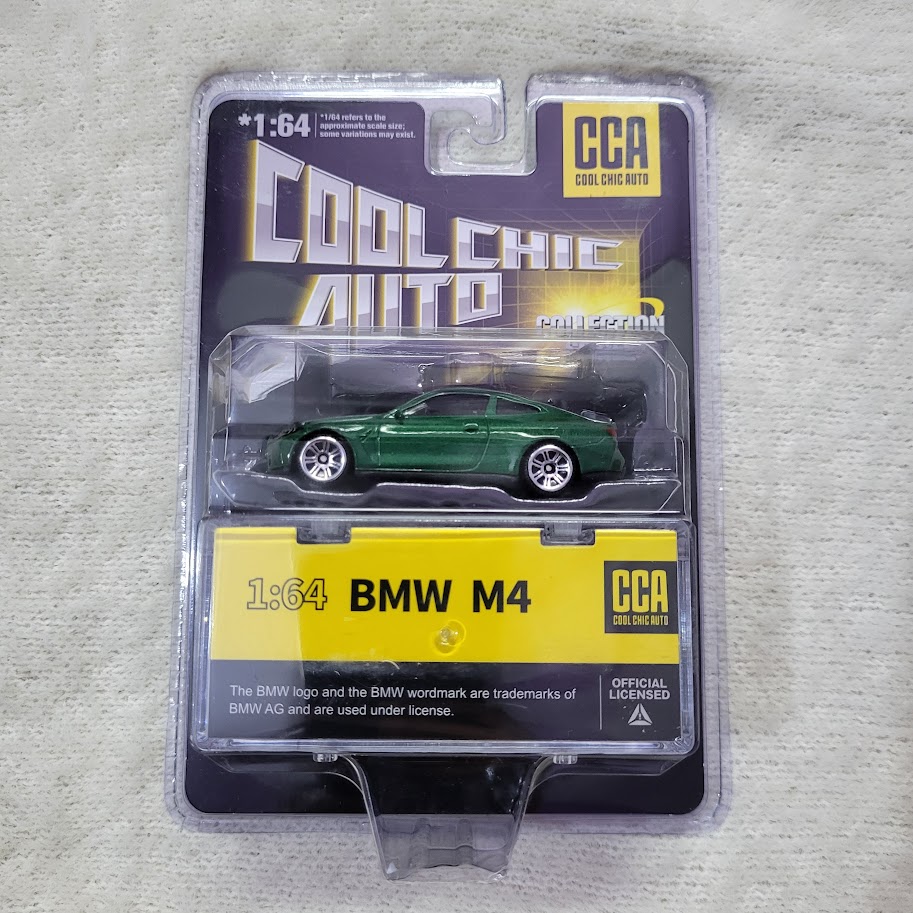 *1:64
*1/64 refers to the
approximate scale size;
some variations may exist.
CCA
COOL CHIC AUTO
COOL CHIC
AUTO
COLLECTION
1:64 BMW M4
CCA
COOL CHIC AUTO
The BMW logo and the BMW wordmark are trademarks of
BMW AG and are used under license.
OFFICIAL
LICENSED